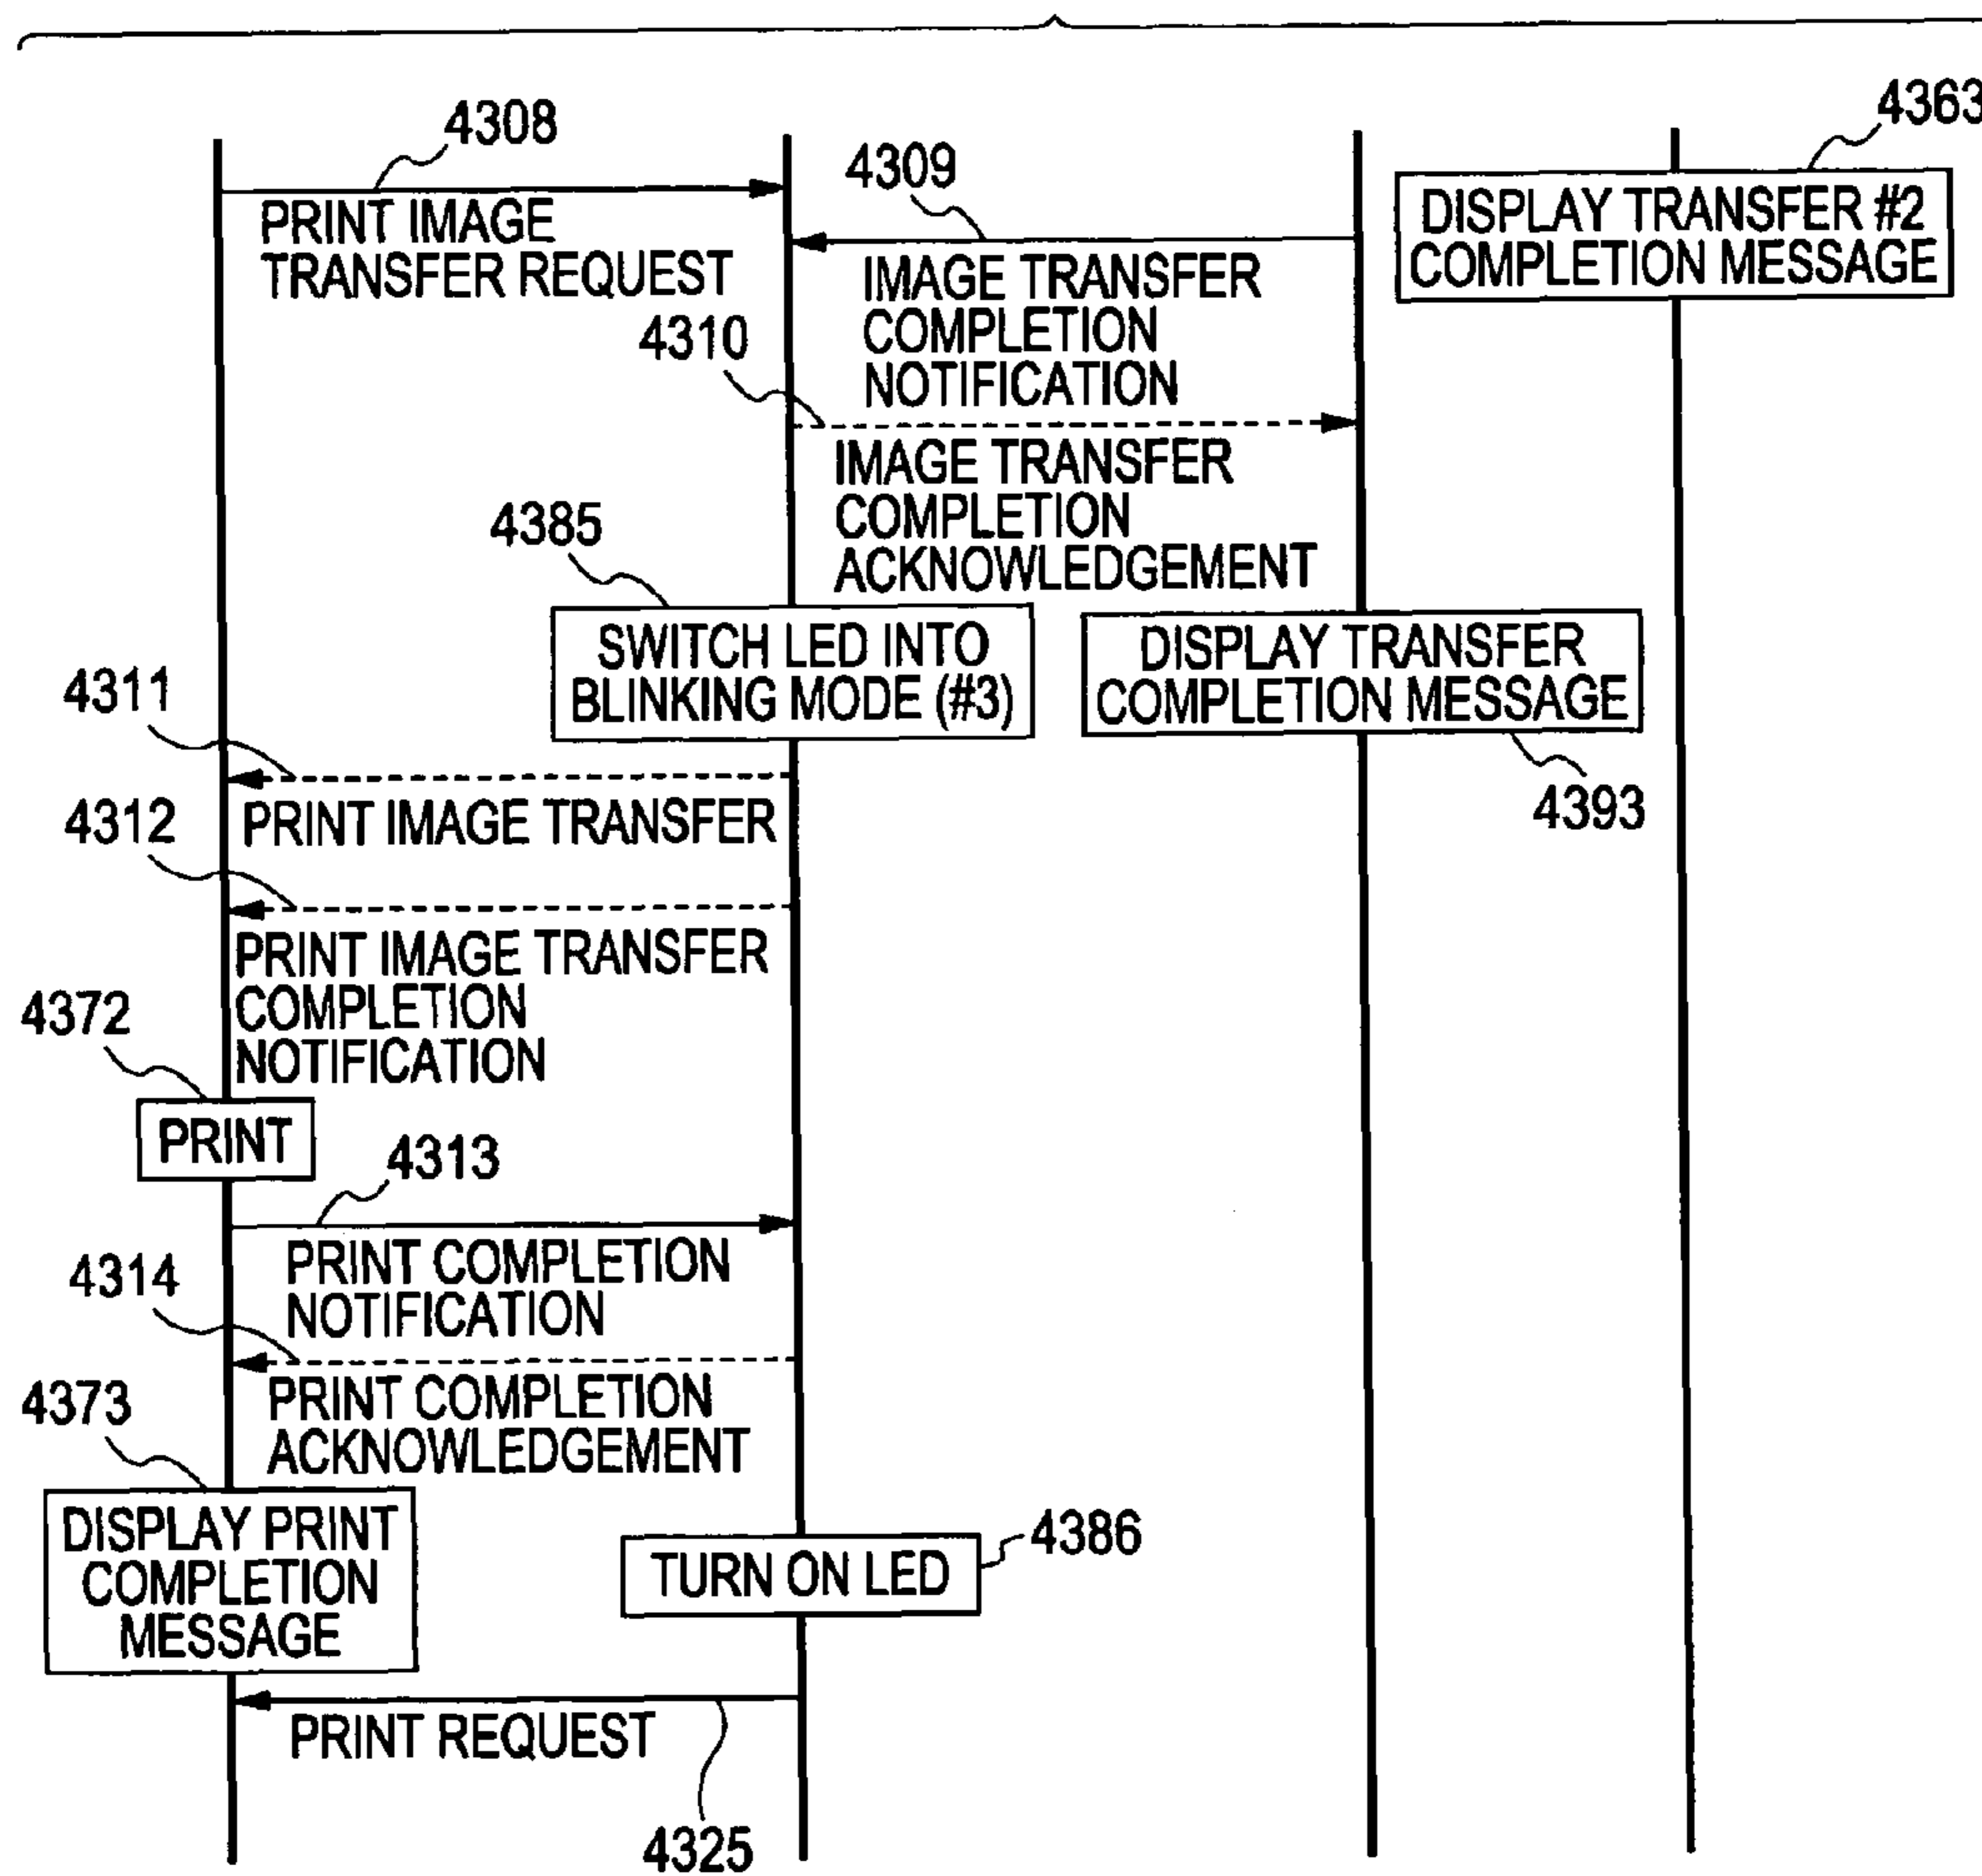 4308
4363
4309
PRINT IMAGE
TRANSFER REQUEST
DISPLAY TRANSFER #2
COMPLETION MESSAGE
IMAGE TRANSFER
COMPLETION
NOTIFICATION
4310
IMAGE TRANSFER
COMPLETION
ACKNOWLEDGEMENT
4385
SWITCH LED INTO
BLINKING MODE (#3)
DISPLAY TRANSFER
COMPLETION MESSAGE
4393
4311
PRINT IMAGE TRANSFER
4312
PRINT IMAGE TRANSFER
COMPLETION
NOTIFICATION
4372
PRINT
4313
PRINT COMPLETION
NOTIFICATION
4314
PRINT COMPLETION
ACKNOWLEDGEMENT
4373
DISPLAY PRINT
COMPLETION
MESSAGE
TURN ON LED
4386
PRINT REQUEST
4325